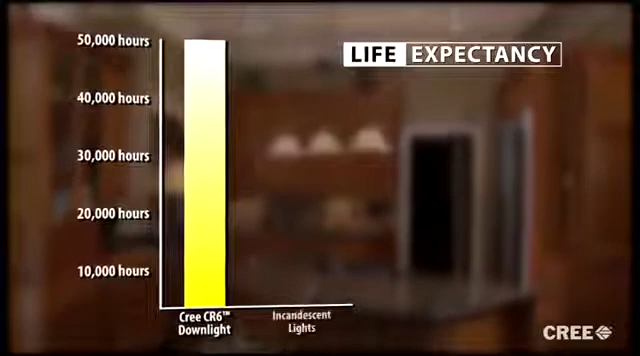 LIFE EXPECTANCY
50,000 hours
40,000 hours
30,000 hours
20,000 hours
10,000 hours
Cree CR6™
Downlight
Incandescent
Lights
CREE